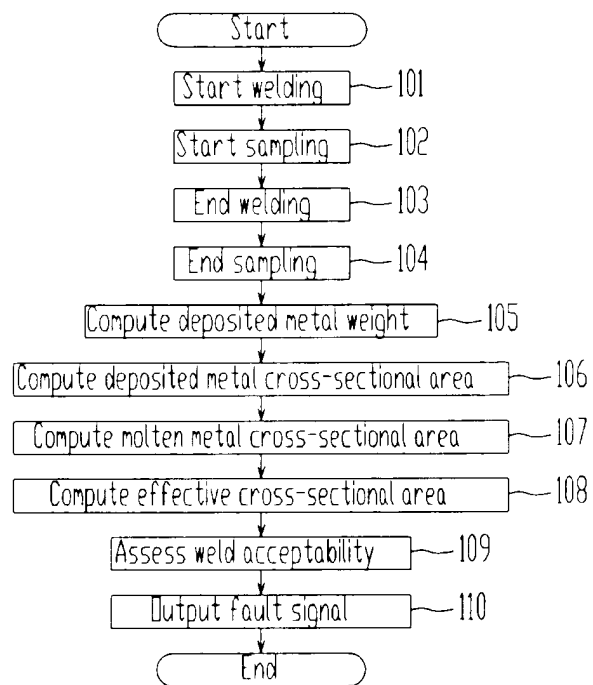 Start
Start welding 101
Start sampling 102
End welding 103
End sampling 104
Compute deposited metal weight 105
Compute deposited metal cross-sectional area 106
Compute molten metal cross-sectional area 107
Compute effective cross-sectional area 108
Assess weld acceptability 109
Output fault signal 110
End